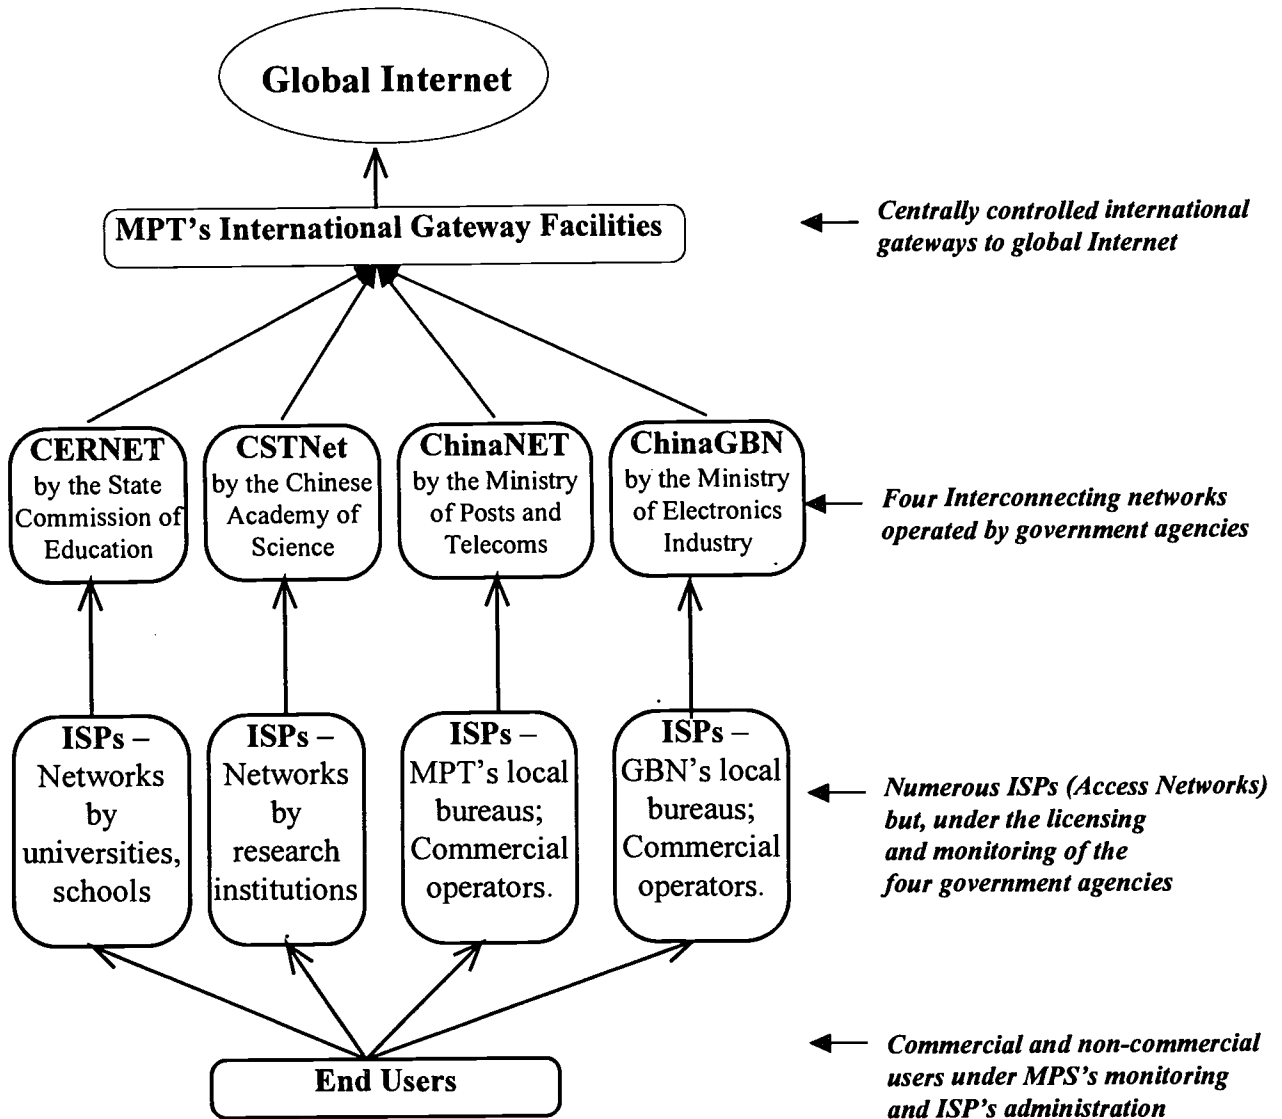 Global Internet
MPT's International Gateway Facilities
Centrally controlled international
gateways to global Internet
CERNET
by the State
Commission of
Education
CSTNet
by the Chinese
Academy of
Science
ChinaNET
by the Ministry
of Posts and
Telecoms
ChinaGBN
by the Ministry
of Electronics
Industry
Four Interconnecting networks
operated by government agencies
ISPs –
Networks
by
universities,
schools
ISPs –
Networks
by
research
institutions
ISPs –
MPT's local
bureaus;
Commercial
operators.
ISPs –
GBN's local
bureaus;
Commercial
operators.
Numerous ISPs (Access Networks)
but, under the licensing
and monitoring of the
four government agencies
End Users
Commercial and non-commercial
users under MPS's monitoring
and ISP's administration